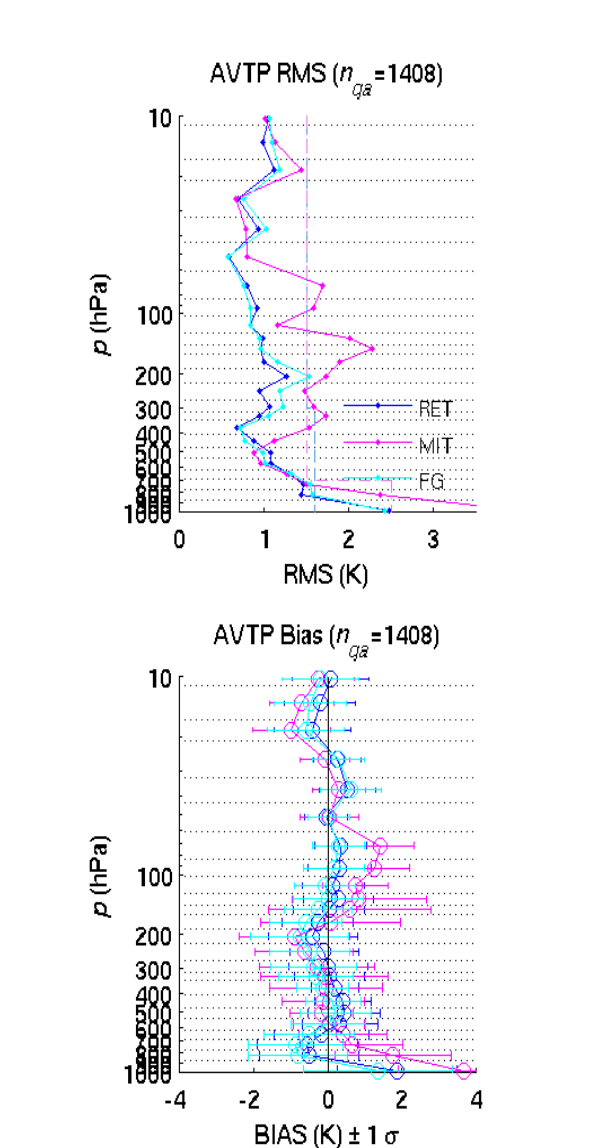 AVTP RMS (n_qa=1408)
10
100
200
300
400
500
600
1000
p (hPa)
RET
MIT
FG
0 1 2 3
RMS (K)
AVTP Bias (n_qa=1408)
10
100
200
300
400
500
600
1000
p (hPa)
-4 -2 0 2 4
BIAS (K) ± 1 σ